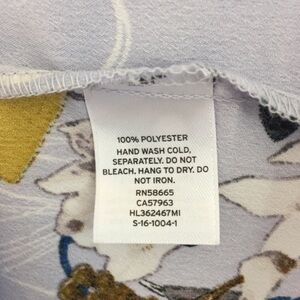 100% POLYESTER
HAND WASH COLD,
SEPARATELY. DO NOT
BLEACH. HANG TO DRY. DO
NOT IRON.
RN58665
CA57963
HL362467MI
S-16-1004-1